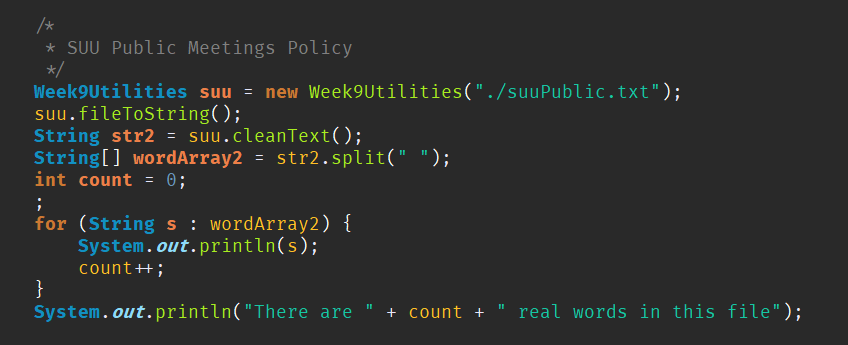 /*
 * SUU Public Meetings Policy
 */
Week9Utilities suu = new Week9Utilities("./suuPublic.txt");
suu.fileToString();
String str2 = suu.cleanText();
String[] wordArray2 = str2.split(" ");
int count = 0;
;
for (String s : wordArray2) {
    System.out.println(s);
    count++;
}
System.out.println("There are " + count + " real words in this file");